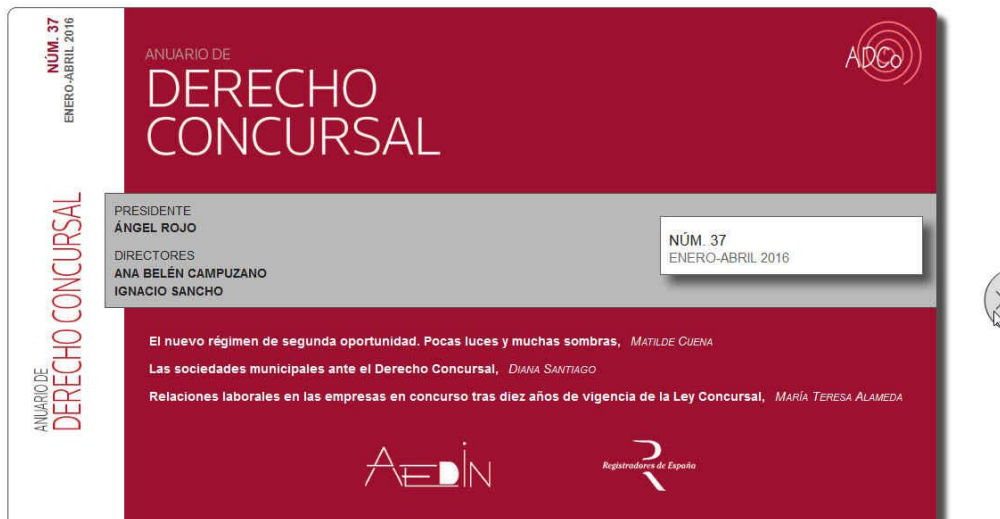 NÚM. 37
ENERO-ABRIL 2016
ANUARIO DE
DERECHO CONCURSAL
ANUARIO DE
DERECHO
CONCURSAL
ADCo
PRESIDENTE
ÁNGEL ROJO
DIRECTORES
ANA BELÉN CAMPUZANO
IGNACIO SANCHO
NÚM. 37
ENERO-ABRIL 2016
El nuevo régimen de segunda oportunidad. Pocas luces y muchas sombras, MATILDE CUENA
Las sociedades municipales ante el Derecho Concursal, DIANA SANTIAGO
Relaciones laborales en las empresas en concurso tras diez años de vigencia de la Ley Concursal, MARÍA TERESA ALAMEDA
AEDIN
R
Registradores de España